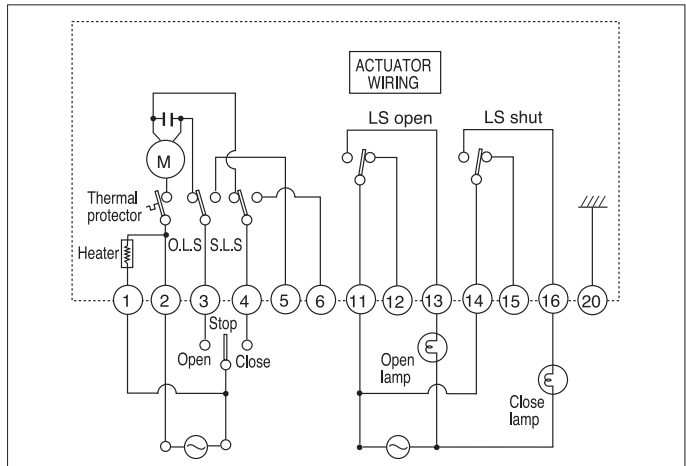 ACTUATOR
WIRING
LS open
LS shut
M
Thermal
protector
O.L.S S.L.S
Heater
1 2 3 4 5 6 11 12 13 14 15 16 20
Stop
Open
Close
Open
lamp
Close
lamp